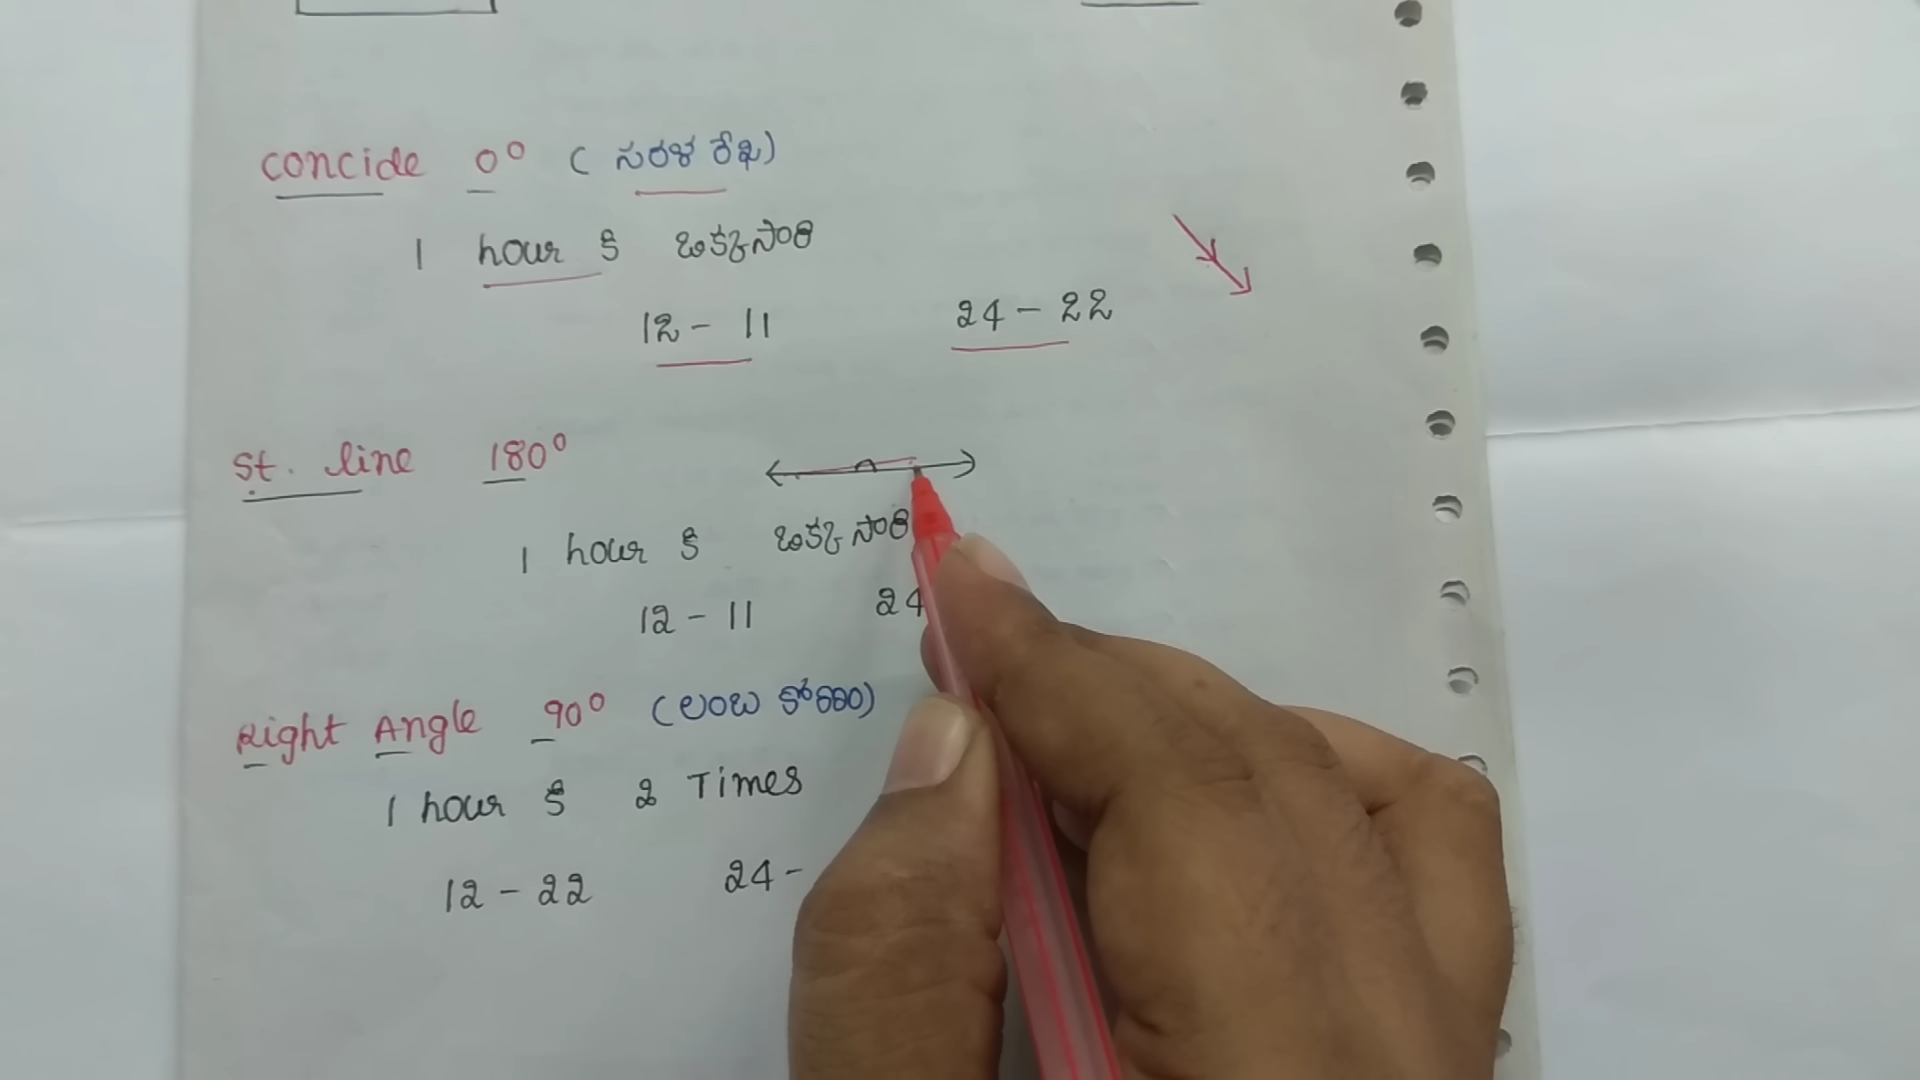 concide 0° (సరళ రేఖ)
1 hour కి ఒక్కసారి
12 - 11 24 - 22
St. line 180°
1 hour కి ఒక్క సారి
12 - 11 24
Right Angle 90° (లంబ కోణం)
1 hour కి 2 Times
12 - 22 24 -